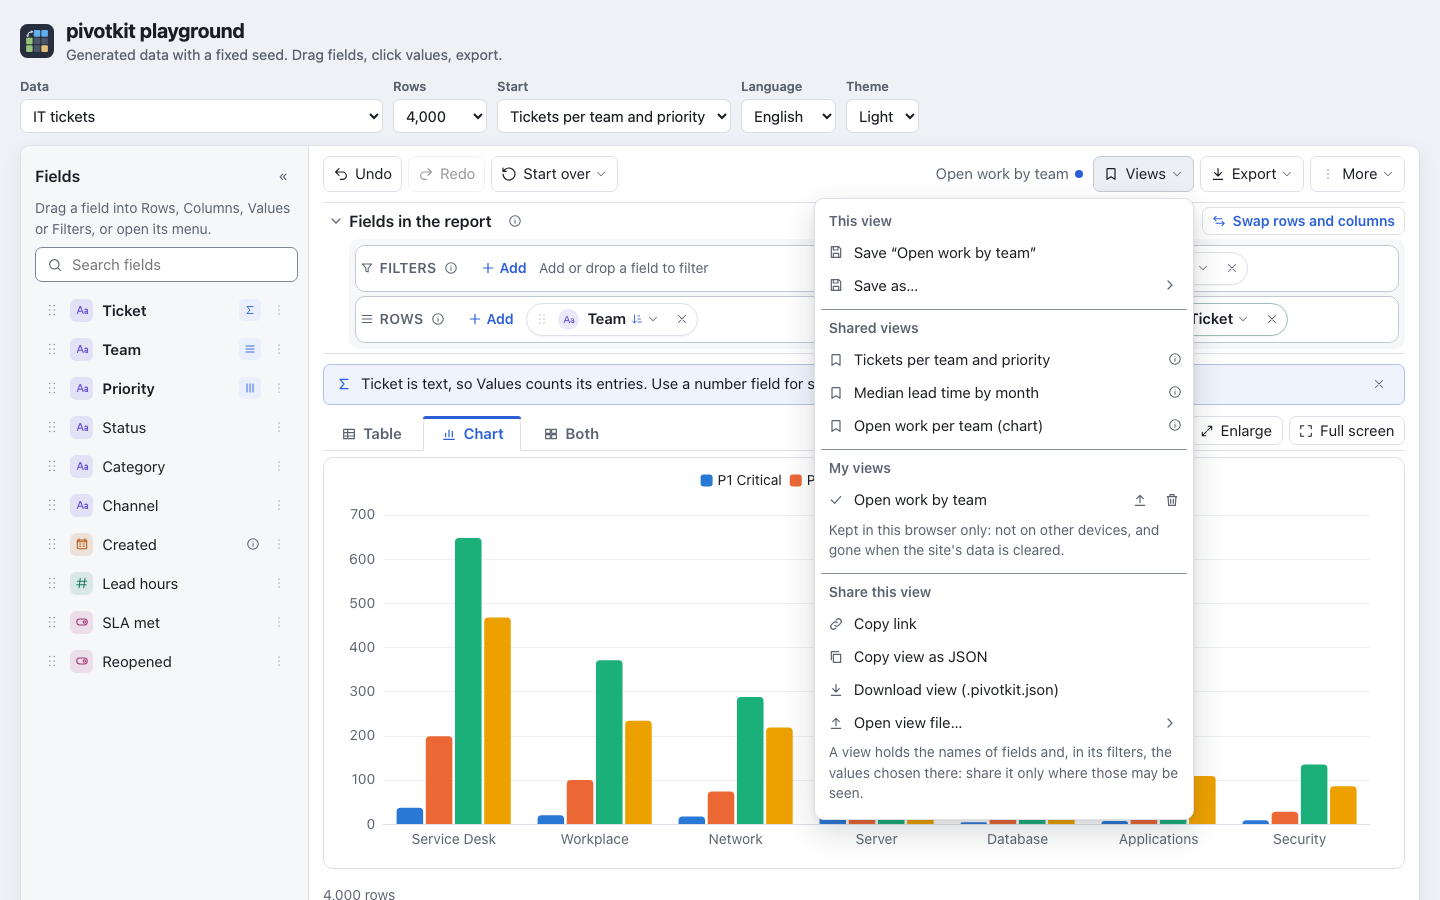 pivotkit playground
Generated data with a fixed seed. Drag fields, click values, export.
Data
Rows
Start
Language
Theme
IT tickets
4,000
Tickets per team and priority
English
Light
Fields
«
Drag a field into Rows, Columns, Values
or Filters, or open its menu.
Search fields
Aa Ticket Σ
Aa Team
Aa Priority
Aa Status
Aa Category
Aa Channel
Created
Lead hours
SLA met
Reopened
Undo
Redo
Start over
Open work by team
Views
Export
More
Fields in the report
Swap rows and columns
FILTERS
+ Add
Add or drop a field to filter
ROWS
+ Add
Aa Team
Ticket
Σ Ticket is text, so Values counts its entries. Use a number field for s
Table
Chart
Both
Enlarge
Full screen
This view
Save “Open work by team”
Save as...
Shared views
Tickets per team and priority
Median lead time by month
Open work per team (chart)
My views
Open work by team
Kept in this browser only: not on other devices, and
gone when the site's data is cleared.
Share this view
Copy link
Copy view as JSON
Download view (.pivotkit.json)
Open view file...
A view holds the names of fields and, in its filters, the
values chosen there: share it only where those may be
seen.
P1 Critical
P
700
600
500
400
300
200
100
0
Service Desk
Workplace
Network
Server
Database
Applications
Security
4,000 rows